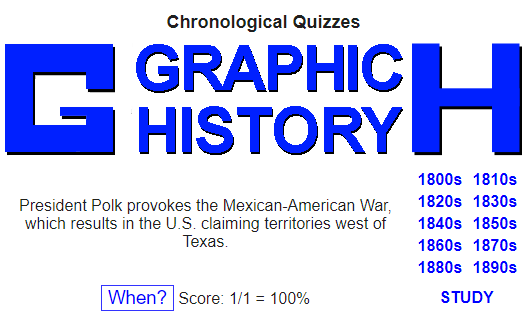 Chronological Quizzes
G GRAPHIC HISTORY H
1800s 1810s
1820s 1830s
1840s 1850s
1860s 1870s
1880s 1890s
President Polk provokes the Mexican-American War,
which results in the U.S. claiming territories west of
Texas.
When? Score: 1/1 = 100%
STUDY